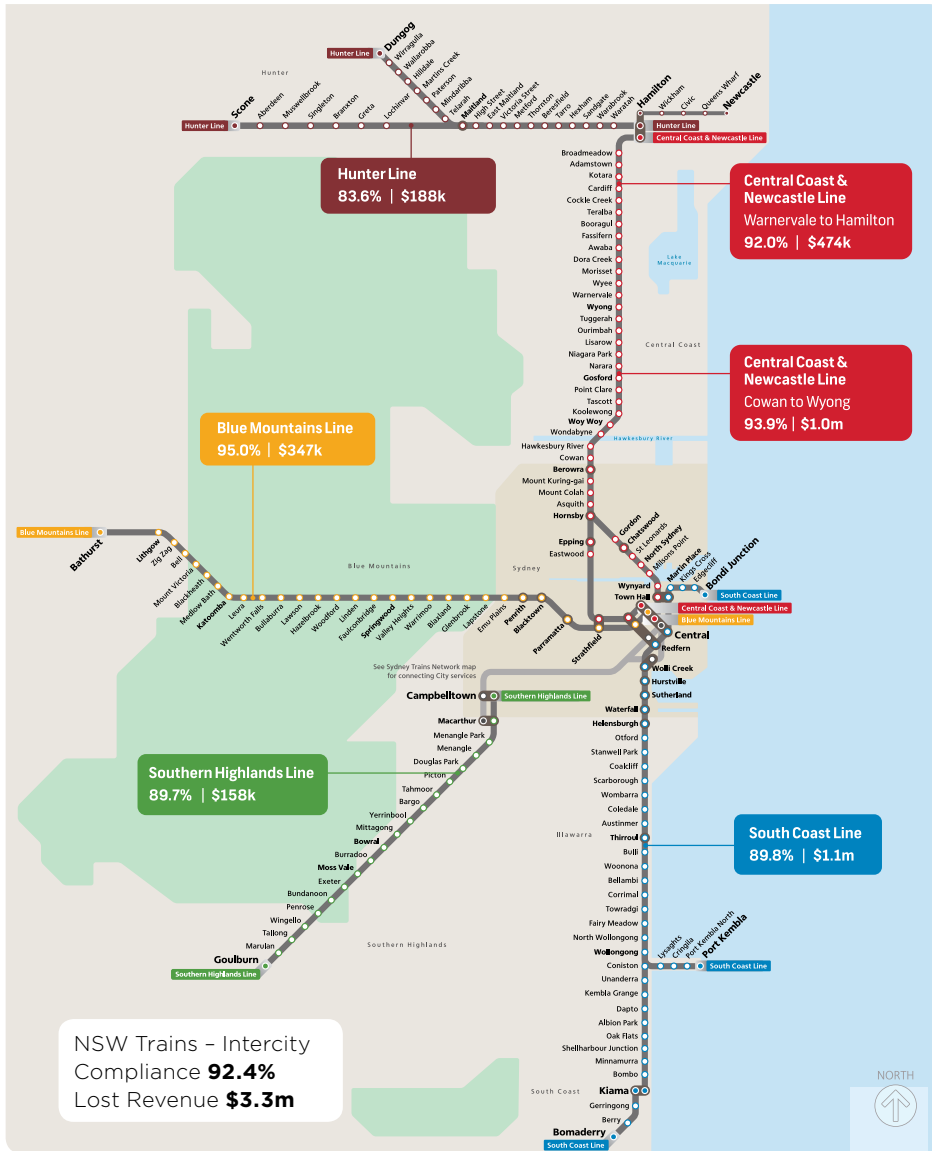 Hunter Line
Dungog
Wirragulla
Wallarobba
Hilldale
Martins Creek
Paterson
Mindaribba
Telarah
Hunter
Hunter Line
Scone
Aberdeen
Muswellbrook
Singleton
Branxton
Greta
Lochinvar
Maitland
High Street
East Maitland
Victoria Street
Metford
Thornton
Beresfield
Tarro
Hexham
Sandgate
Warabrook
Waratah
Hamilton
Wickham
Civic
Queens Wharf
Newcastle
Hunter Line
Central Coast & Newcastle Line
Hunter Line
83.6% | $188k
Central Coast &
Newcastle Line
Warnervale to Hamilton
92.0% | $474k
Broadmeadow
Adamstown
Kotara
Cardiff
Cockle Creek
Teralba
Booragul
Fassifern
Awaba
Dora Creek
Morisset
Wyee
Warnervale
Wyong
Tuggerah
Ourimbah
Lisarow
Niagara Park
Narara
Gosford
Point Clare
Tascott
Koolewong
Woy Woy
Wondabyne
Hawkesbury River
Cowan
Berowra
Mount Kuring-gai
Mount Colah
Asquith
Hornsby
Epping
Eastwood
Lake
Macquarie
Central Coast
Central Coast &
Newcastle Line
Cowan to Wyong
93.9% | $1.0m
Hawkesbury River
Blue Mountains Line
95.0% | $347k
Gordon
Chatswood
St Leonards
North Sydney
Milsons Point
Wynyard
Town Hall
Martin Place
Kings Cross
Edgecliff
Bondi Junction
South Coast Line
Central Coast & Newcastle Line
Blue Mountains Line
Central
Redfern
Blue Mountains Line
Bathurst
Lithgow
Zig Zag
Bell
Mount Victoria
Blackheath
Medlow Bath
Katoomba
Leura
Wentworth Falls
Bullaburra
Lawson
Hazelbrook
Woodford
Linden
Faulconbridge
Springwood
Valley Heights
Warrimoo
Blaxland
Glenbrook
Lapstone
Emu Plains
Penrith
Blacktown
Parramatta
Strathfield
Blue Mountains
Sydney
See Sydney Trains Network map
for connecting City services
Campbelltown
Southern Highlands Line
Macarthur
Menangle Park
Menangle
Douglas Park
Picton
Tahmoor
Bargo
Yerrinbool
Mittagong
Bowral
Burradoo
Moss Vale
Exeter
Bundanoon
Penrose
Wingello
Tallong
Marulan
Goulburn
Southern Highlands Line
Southern Highlands Line
89.7% | $158k
Southern Highlands
Wolli Creek
Hurstville
Sutherland
Waterfall
Helensburgh
Otford
Stanwell Park
Coalcliff
Scarborough
Wombarra
Coledale
Austinmer
Thirroul
Bulli
Woonona
Bellambi
Corrimal
Towradgi
Fairy Meadow
North Wollongong
Wollongong
Coniston
Unanderra
Kembla Grange
Dapto
Albion Park
Oak Flats
Shellharbour Junction
Minnamurra
Bombo
Kiama
Gerringong
Berry
Bomaderry
South Coast Line
Illawarra
South Coast
South Coast Line
89.8% | $1.1m
Lysaghts
Cringila
Port Kembla North
Port Kembla
South Coast Line
NSW Trains – Intercity
Compliance 92.4%
Lost Revenue $3.3m
NORTH